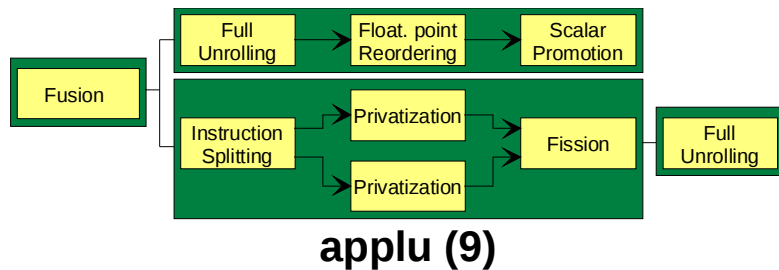 Fusion
Full
Unrolling
Float. point
Reordering
Scalar
Promotion
Instruction
Splitting
Privatization
Privatization
Fission
Full
Unrolling
applu (9)